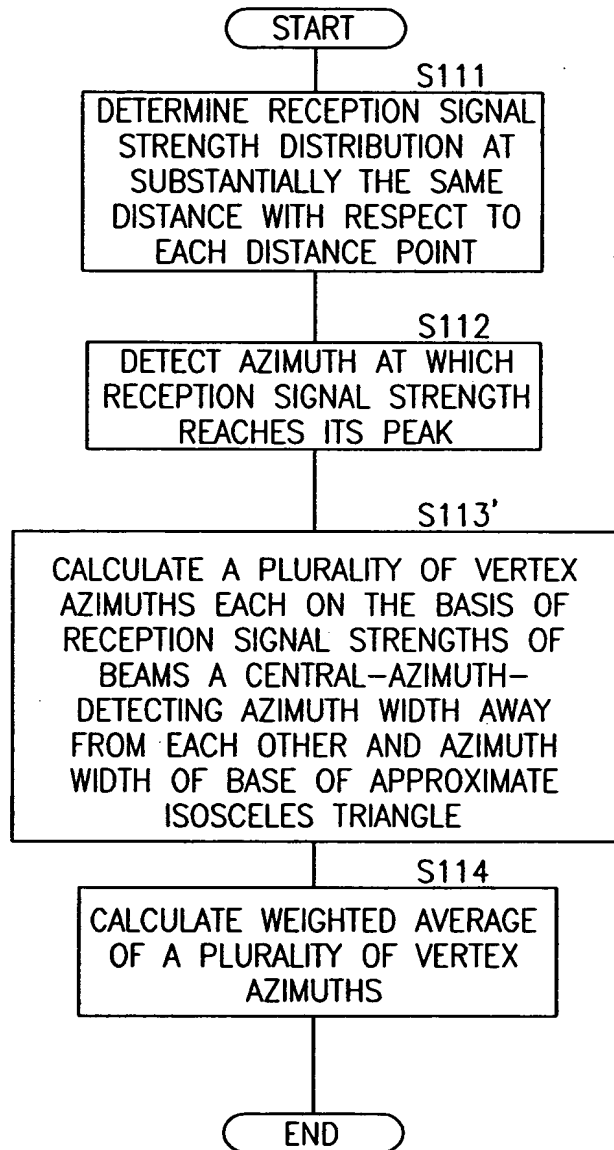 START
S111
DETERMINE RECEPTION SIGNAL
STRENGTH DISTRIBUTION AT
SUBSTANTIALLY THE SAME
DISTANCE WITH RESPECT TO
EACH DISTANCE POINT
S112
DETECT AZIMUTH AT WHICH
RECEPTION SIGNAL STRENGTH
REACHES ITS PEAK
S113'
CALCULATE A PLURALITY OF VERTEX
AZIMUTHS EACH ON THE BASIS OF
RECEPTION SIGNAL STRENGTHS OF
BEAMS A CENTRAL-AZIMUTH-
DETECTING AZIMUTH WIDTH AWAY
FROM EACH OTHER AND AZIMUTH
WIDTH OF BASE OF APPROXIMATE
ISOSCELES TRIANGLE
S114
CALCULATE WEIGHTED AVERAGE
OF A PLURALITY OF VERTEX
AZIMUTHS
END